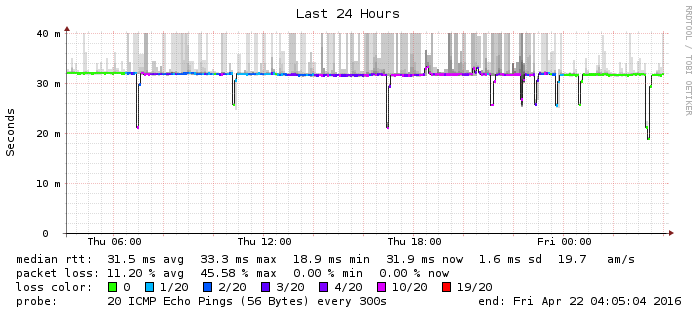 Last 24 Hours
RRDTOOL / TOBI OETIKER
Seconds
40 m
30 m
20 m
10 m
0
Thu 06:00 Thu 12:00 Thu 18:00 Fri 00:00
median rtt: 31.5 ms avg 33.3 ms max 18.9 ms min 31.9 ms now 1.6 ms sd 19.7 am/s
packet loss: 11.20 % avg 45.58 % max 0.00 % min 0.00 % now
loss color: 0 1/20 2/20 3/20 4/20 10/20 19/20
probe: 20 ICMP Echo Pings (56 Bytes) every 300s end: Fri Apr 22 04:05:04 2016